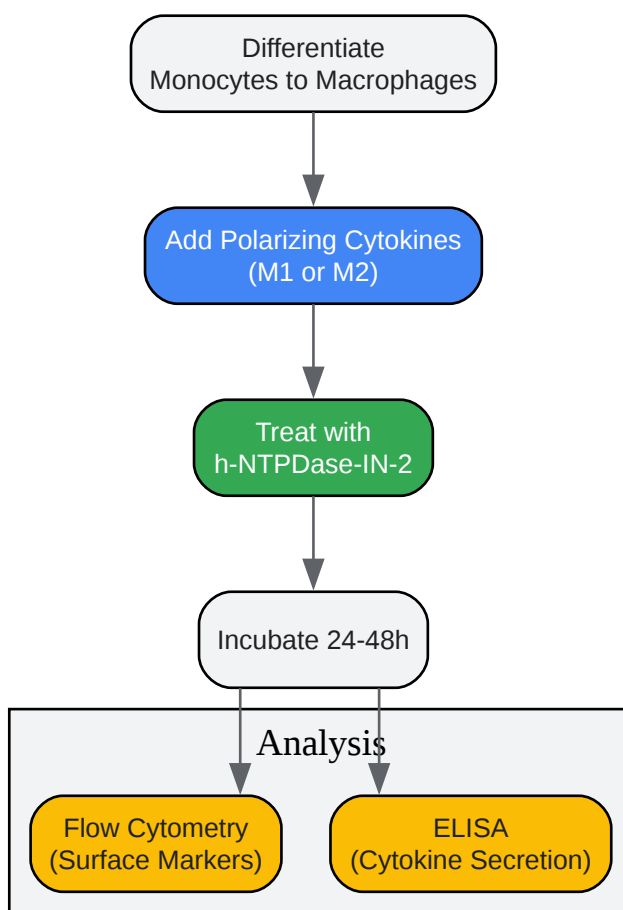 Differentiate
Monocytes to Macrophages
Add Polarizing Cytokines
(M1 or M2)
Treat with
h-NTPDase-IN-2
Incubate 24-48h
Analysis
Flow Cytometry
(Surface Markers)
ELISA
(Cytokine Secretion)